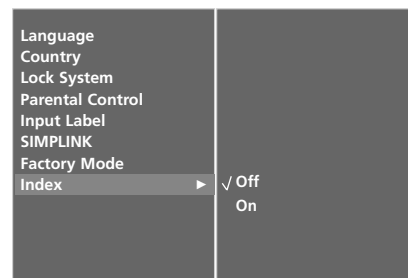 Language
Country
Lock System
Parental Control
Input Label
SIMPLINK
Factory Mode
Index ► √ Off
On